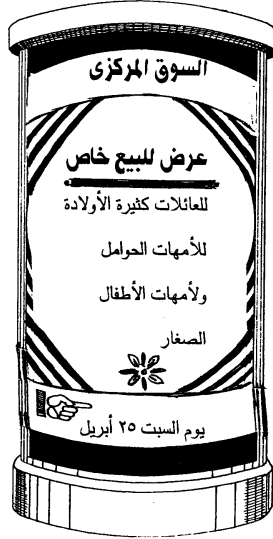 السوق المركزى
عرض للبيع خاص
للعائلات كثيرة الأولادة
للأمهات الحوامل
ولأمهات الأطفال
الصغار
يوم السبت ٢٥ أبريل